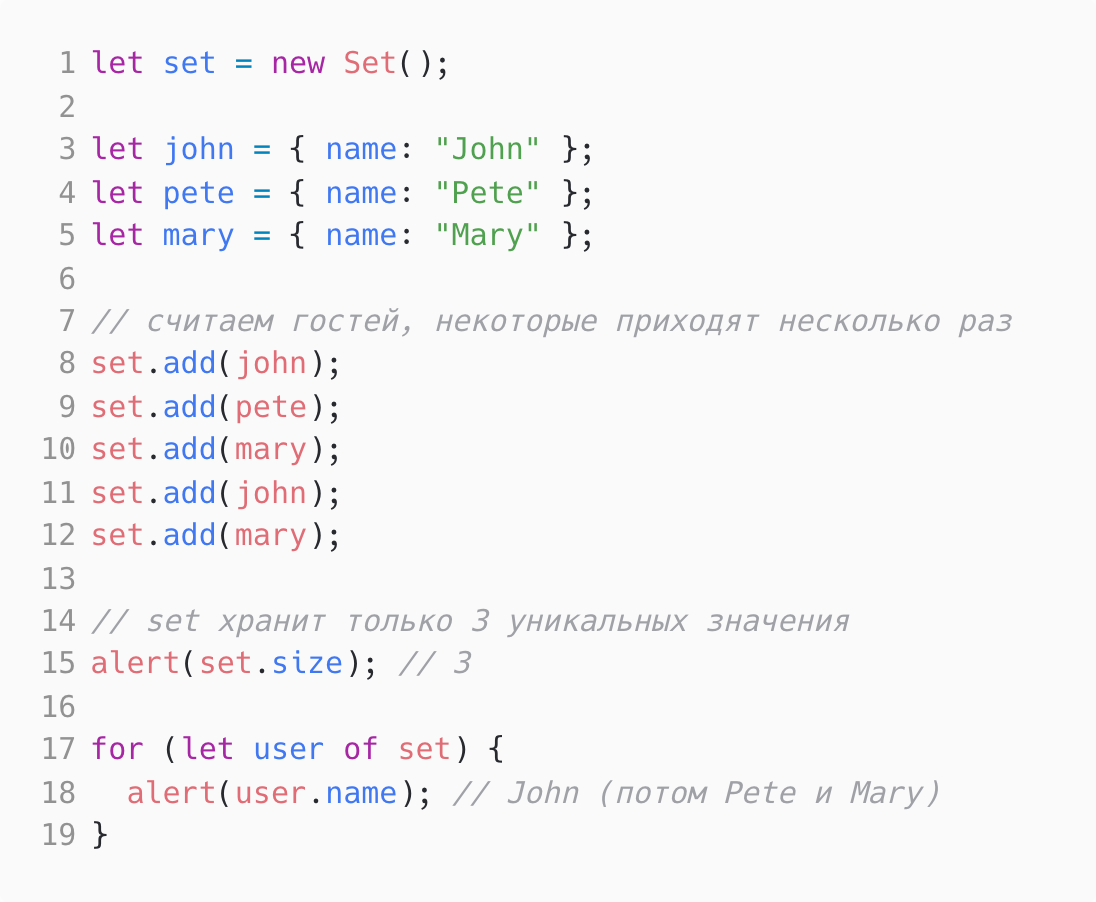 1 let set = new Set();
2
3 let john = { name: "John" };
4 let pete = { name: "Pete" };
5 let mary = { name: "Mary" };
6
7 // считаем гостей, некоторые приходят несколько раз
8 set.add(john);
9 set.add(pete);
10 set.add(mary);
11 set.add(john);
12 set.add(mary);
13
14 // set хранит только 3 уникальных значения
15 alert(set.size); // 3
16
17 for (let user of set) {
18   alert(user.name); // John (потом Pete и Mary)
19 }